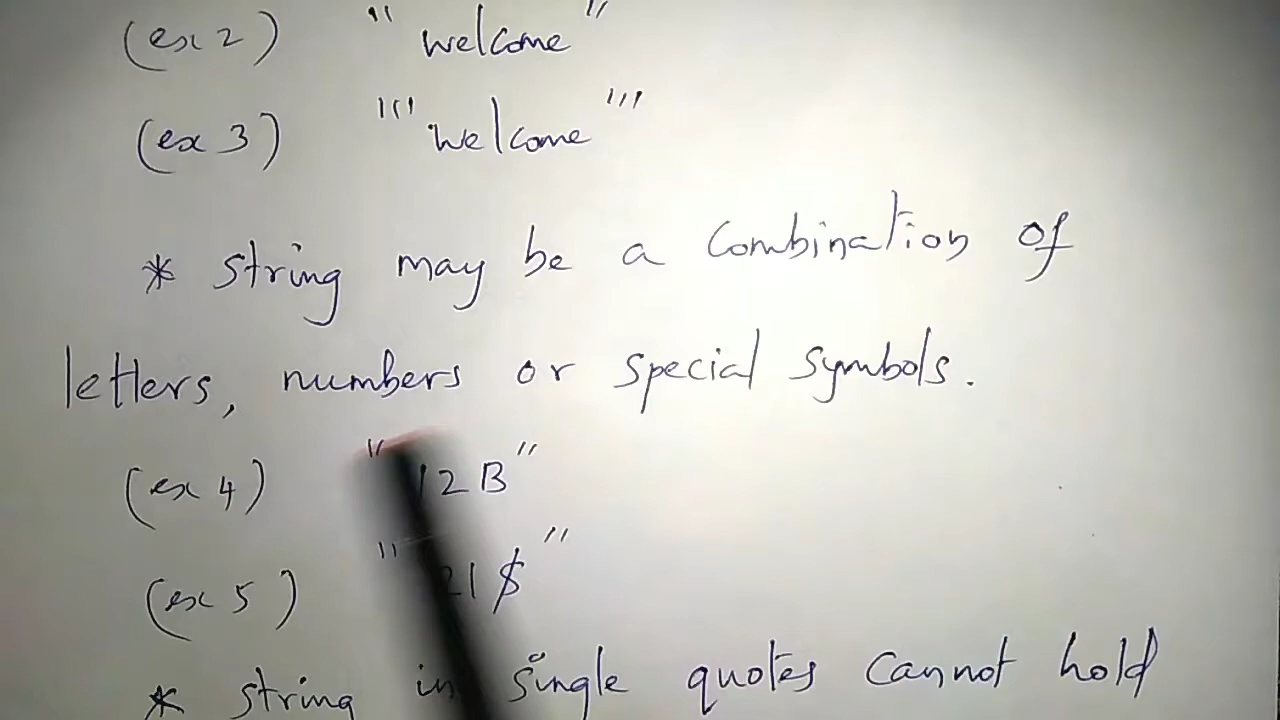 (ex 2) "welcome"
(ex 3) '''welcome'''
* string may be a combination of
letters, numbers or special symbols.
(ex 4) "12B"
(ex 5) "21$"
* string in single quotes cannot hold